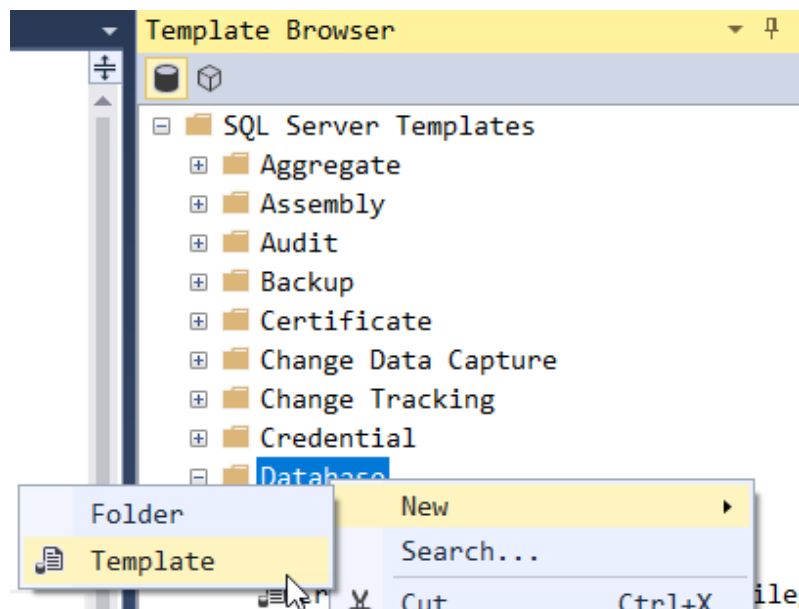 Template Browser
SQL Server Templates
Aggregate
Assembly
Audit
Backup
Certificate
Change Data Capture
Change Tracking
Credential
Database
New
Folder
Search...
Template
Cut Ctrl+X